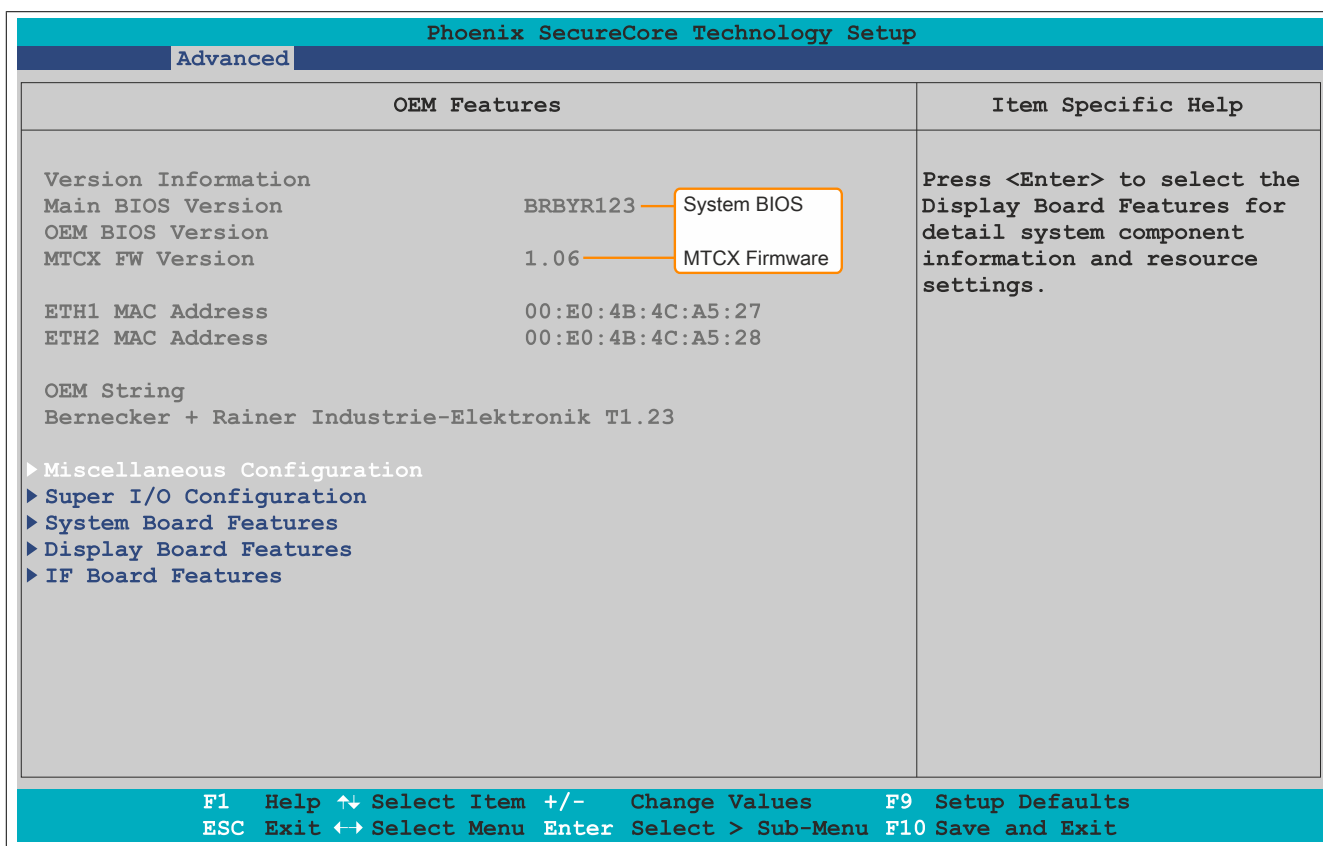 Phoenix SecureCore Technology Setup
Advanced
OEM Features
Item Specific Help
Version Information
Main BIOS Version BRBYR123 System BIOS
OEM BIOS Version
MTCX FW Version 1.06 MTCX Firmware
ETH1 MAC Address 00:E0:4B:4C:A5:27
ETH2 MAC Address 00:E0:4B:4C:A5:28
OEM String
Bernecker + Rainer Industrie-Elektronik T1.23
Miscellaneous Configuration
Super I/O Configuration
System Board Features
Display Board Features
IF Board Features
Press <Enter> to select the
Display Board Features for
detail system component
information and resource
settings.
F1 Help ↑↓ Select Item +/- Change Values F9 Setup Defaults
ESC Exit ↔ Select Menu Enter Select > Sub-Menu F10 Save and Exit